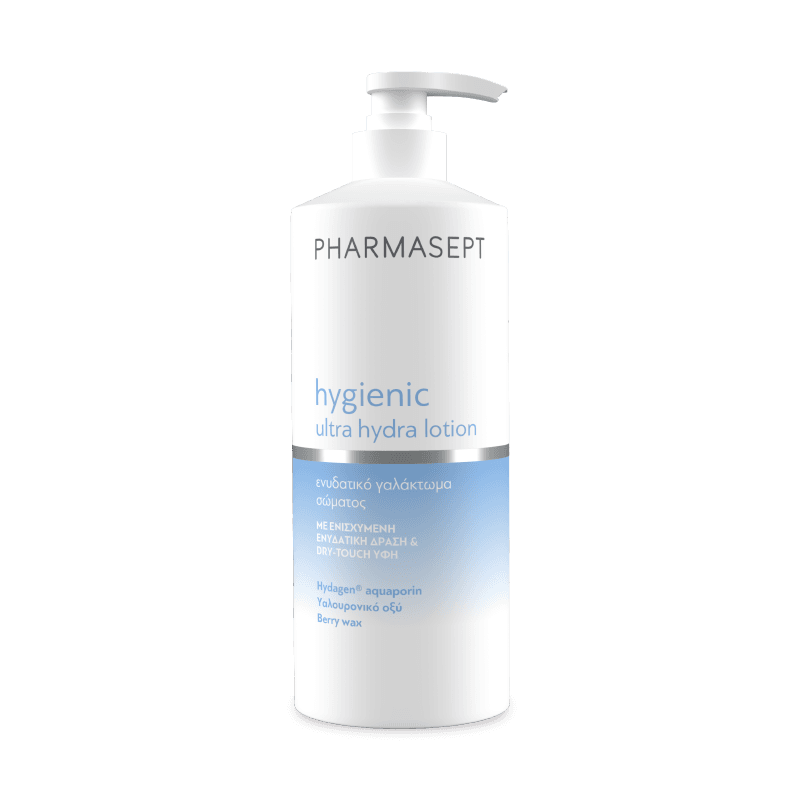 PHARMASEPT
hygienic
ultra hydra lotion
ενυδατικό γαλάκτωμα
σώματος
ΜΕ ΕΝΙΣΧΥΜΕΝΗ
ΕΝΥΔΑΤΙΚΗ ΔΡΑΣΗ &
DRY-TOUCH ΥΦΗ
Hydagen® aquaporin
Υαλουρονικό οξύ
Berry wax